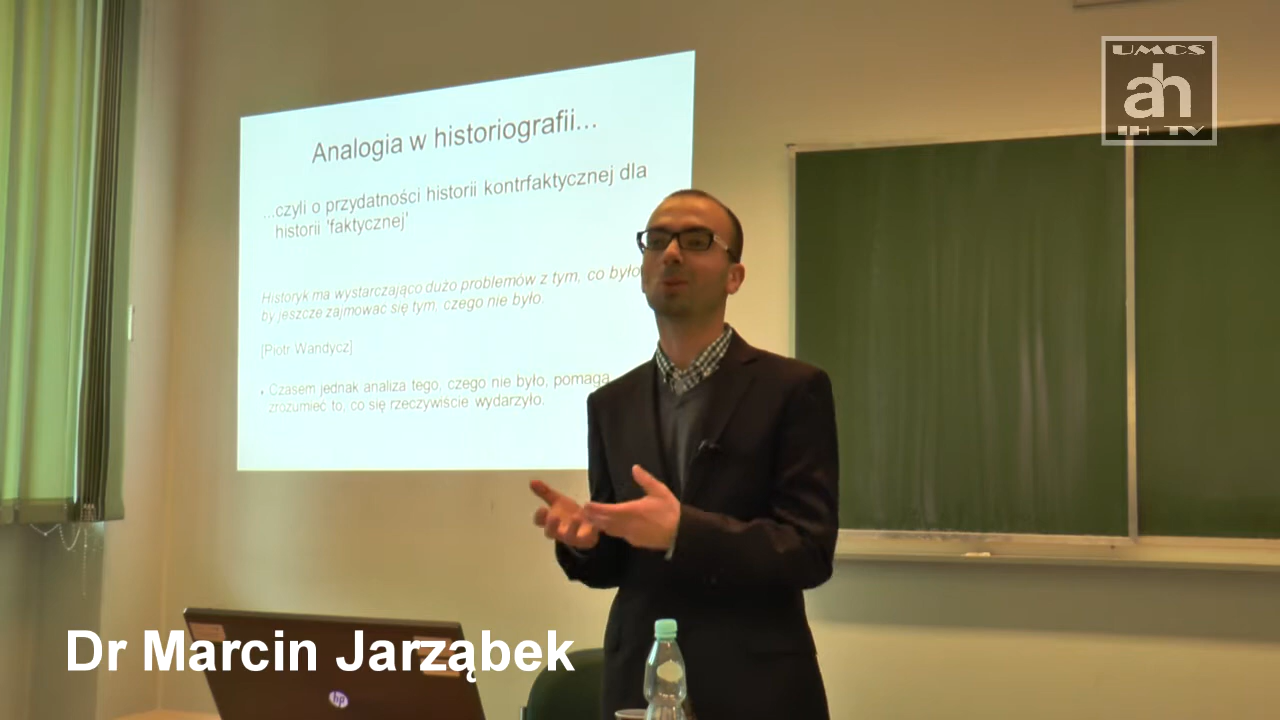 UMCS
ah
IH TV
Analogia w historiografii...
...czyli o przydatności historii kontrfaktycznej dla
historii 'faktycznej'
Historyk ma wystarczająco dużo problemów z tym, co było
by jeszcze zajmować się tym, czego nie było.
[Piotr Wandycz]
• Czasem jednak analiza tego, czego nie było, pomaga
zrozumieć to, co się rzeczywiście wydarzyło.
Dr Marcin Jarząbek
hp